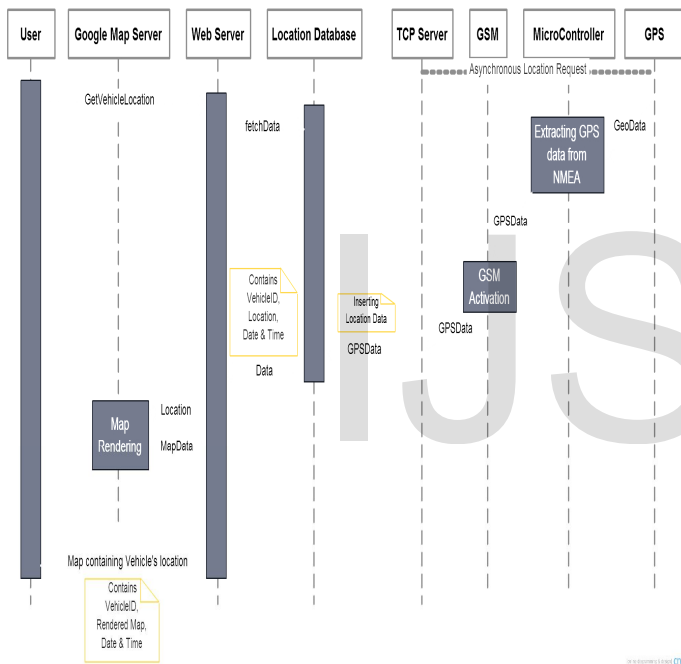 User
Google Map Server
Web Server
Location Database
TCP Server
GSM
MicroController
GPS
Asynchronous Location Request
GetVehicleLocation
fetchData
Extracting GPS
data from
NMEA
GeoData
GPSData
GSM
Activation
GPSData
Contains
VehicleID,
Location,
Date & Time
Inserting
Location Data
GPSData
Data
Map
Rendering
Location
MapData
Map containing Vehicle's location
Contains
VehicleID,
Rendered Map,
Date & Time
IJS